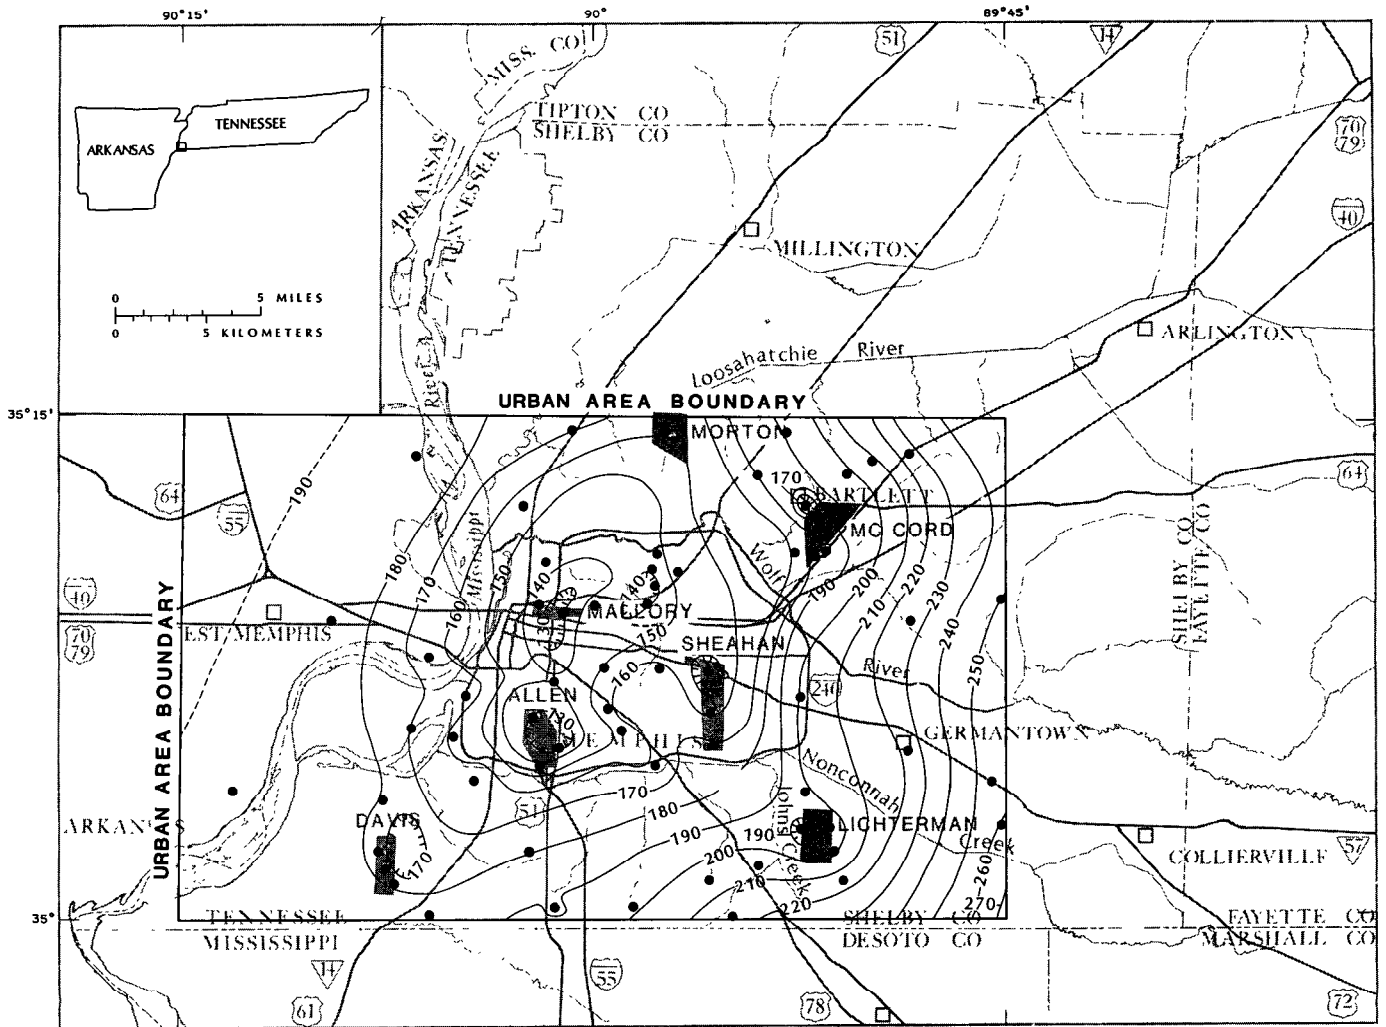 90°15'
90°
89°45'
MISS. CO
51
14
TIPTON CO
SHELBY CO
ARKANSAS
TENNESSEE
ARKANSAS
TENNESSEE
70
79
40
MILLINGTON
0 5 MILES
0 5 KILOMETERS
ARLINGTON
Loosahatchie River
River
URBAN AREA BOUNDARY
35°15'
MORTON
64
64
55
190
170
BARTLETT
MC CORD
Mississippi
SHELBY CO
FAYETTE CO
180
170
160
150
140
140
Wolf
190
200
210
220
230
240
250
40
70
79
MALLORY
EST MEMPHIS
130
150
SHEAHAN
160
River
240
URBAN AREA BOUNDARY
ALLEN
MEMPHIS
GERMANTOWN
Nonconnah
Creek
170
180
190
190
200
210
220
51
Johns Creek
DAVIS
170
LICHTERMAN
ARKAN
COLLIERVILLE
57
260
270
35°
TENNESSEE
MISSISSIPPI
SHELBY CO
DESOTO CO
FAYETTE CO
MARSHALL CO
14
61
55
78
72